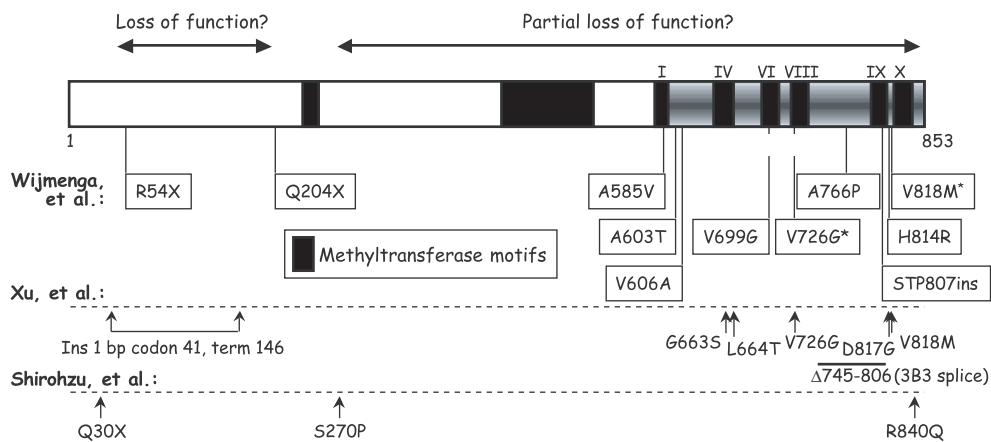 Loss of function? Partial loss of function?
I IV VI VIII IX X
1 853
Wijmenga,
et al.:
R54X Q204X A585V A766P V818M*
A603T V699G V726G* H814R
Methyltransferase motifs
V606A STP807ins
Xu, et al.:
Ins 1 bp codon 41, term 146
G663S L664T V726G D817G V818M
Δ745-806 (3B3 splice)
Shirohzu, et al.:
Q30X S270P R840Q